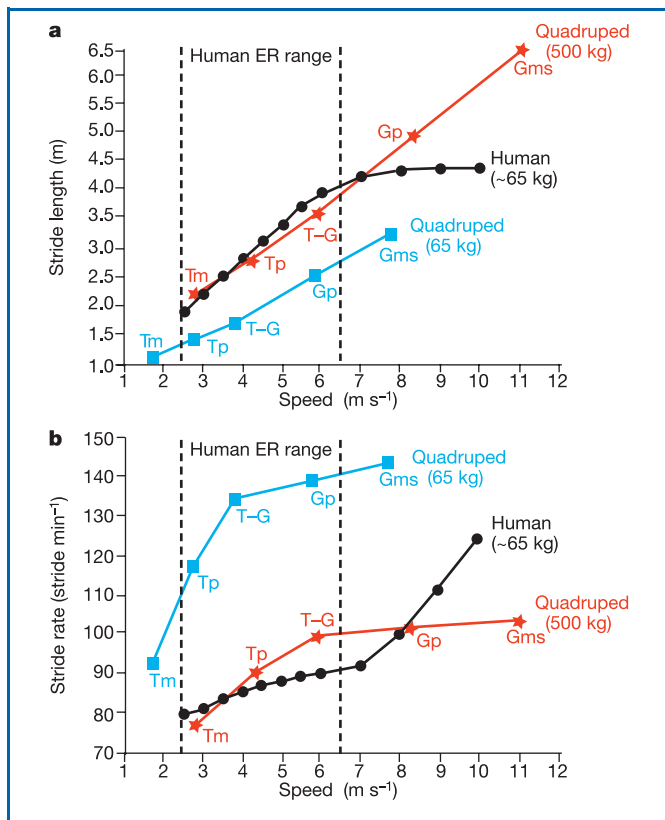 a
Human ER range
Quadruped
(500 kg)
Gms
Gp
Human
(~65 kg)
T–G
Tp
Tm
Quadruped
(65 kg)
Gms
Gp
T–G
Tp
Tm
Stride length (m)
6.5
6.0
5.5
5.0
4.5
4.0
3.5
3.0
2.5
2.0
1.5
1.0
1 2 3 4 5 6 7 8 9 10 11 12
Speed (m s⁻¹)
b
Human ER range
Quadruped
(65 kg)
Gms
Gp
T–G
Tp
Tm
Human
(~65 kg)
T–G
Quadruped
(500 kg)
Gp
Gms
Tp
Tm
Stride rate (stride min⁻¹)
150
140
130
120
110
100
90
80
70
1 2 3 4 5 6 7 8 9 10 11 12
Speed (m s⁻¹)